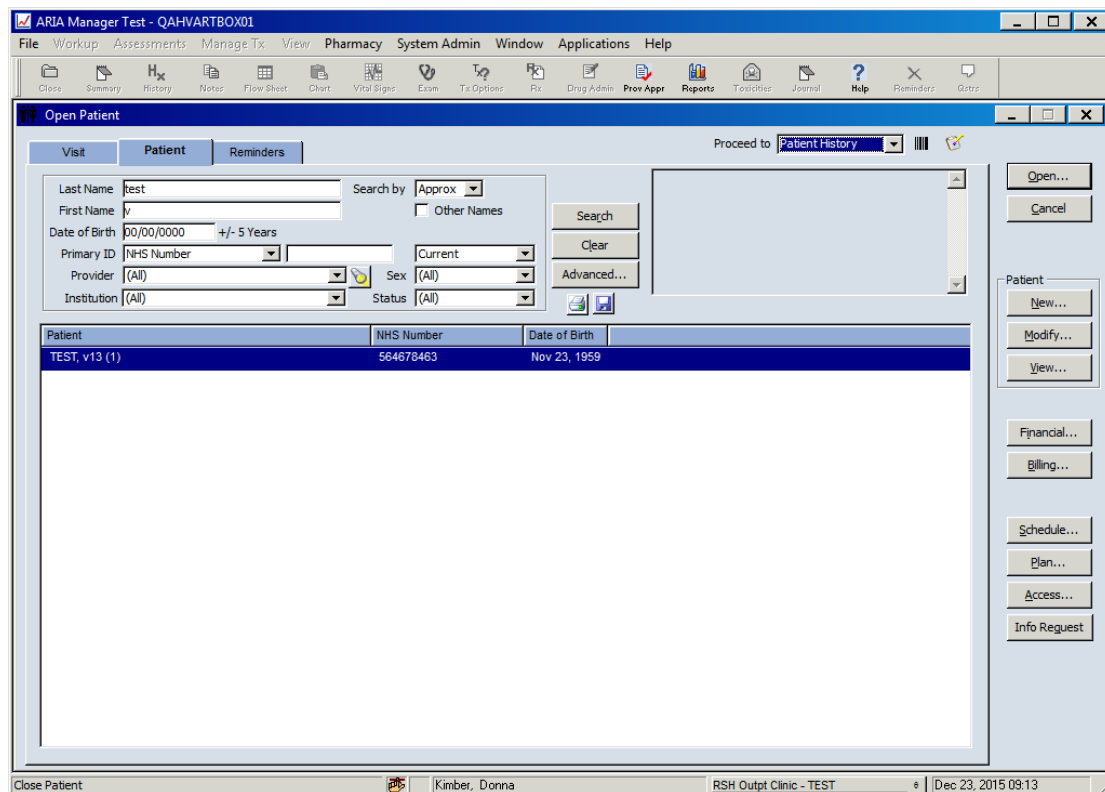 ARIA Manager Test - QAHVARTBOX01
File Workup Assessments Manage Tx View Pharmacy System Admin Window Applications Help
Close Summary History Notes Flow Sheet Chart Vital Signs Exam Tx Options Rx Drug Admin Prov Appr Reports Toxicities Journal Help Reminders Qstrs
Open Patient
Visit Patient Reminders
Proceed to Patient History
Last Name test Search by Approx
First Name v Other Names
Date of Birth 00/00/0000 +/- 5 Years
Primary ID NHS Number Current
Provider (All) Sex (All)
Institution (All) Status (All)
Search
Clear
Advanced...
Patient NHS Number Date of Birth
TEST, v13 (1) 564678463 Nov 23, 1959
Open...
Cancel
Patient
New...
Modify...
View...
Financial...
Billing...
Schedule...
Plan...
Access...
Info Request
Close Patient Kimber, Donna RSH Outpt Clinic - TEST Dec 23, 2015 09:13